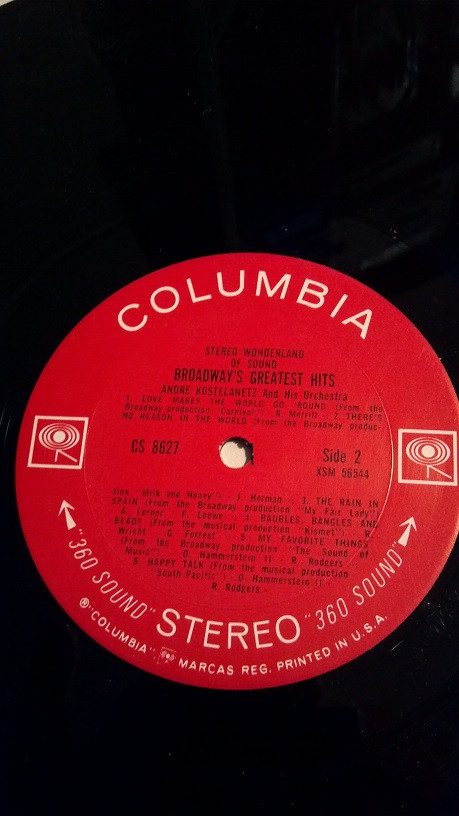 COLUMBIA
STEREO WONDERLAND
OF SOUND
BROADWAY'S GREATEST HITS
ANDRE KOSTELANETZ And His Orchestra
1. LOVE MAKES THE WORLD GO 'ROUND (From the
Broadway production "Carnival") - B. Merrill -:- 2. THERE'S
NO REASON IN THE WORLD (From the Broadway produc-
CS 8627
Side 2
XSM 56544
tion "Milk and Honey") - J. Herman -:- 3. THE RAIN IN
SPAIN (From the Broadway production "My Fair Lady")
A. Lerner - F. Loewe -:- 4. BAUBLES, BANGLES AND
BEADS (From the musical production "Kismet") - R.
Wright - G. Forrest -:- 5. MY FAVORITE THINGS
(From the Broadway production "The Sound of
Music") - O. Hammerstein II - R. Rodgers -:-
6. HAPPY TALK (From the musical production
"South Pacific") - O. Hammerstein II -
R. Rodgers -
"360 SOUND" STEREO "360 SOUND"
® "COLUMBIA" MARCAS REG. PRINTED IN U.S.A.